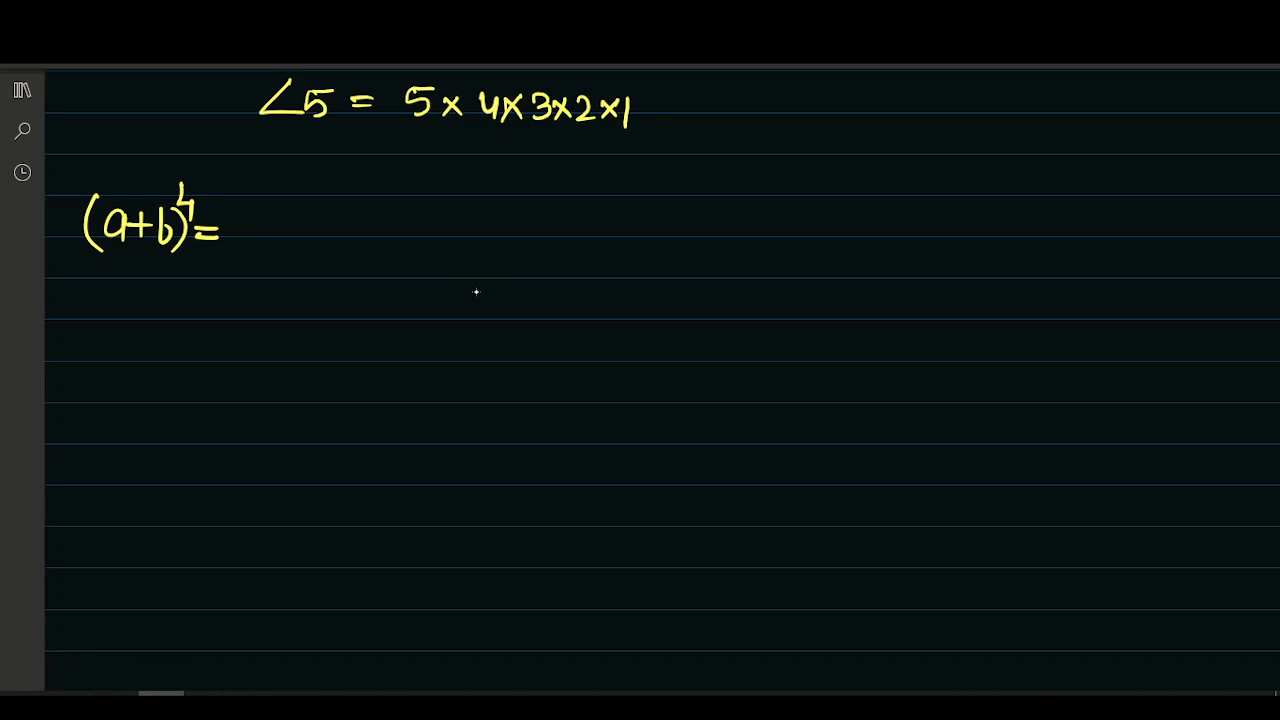 ∠5 = 5 × 4 × 3 × 2 × 1
(a+b)⁴ =